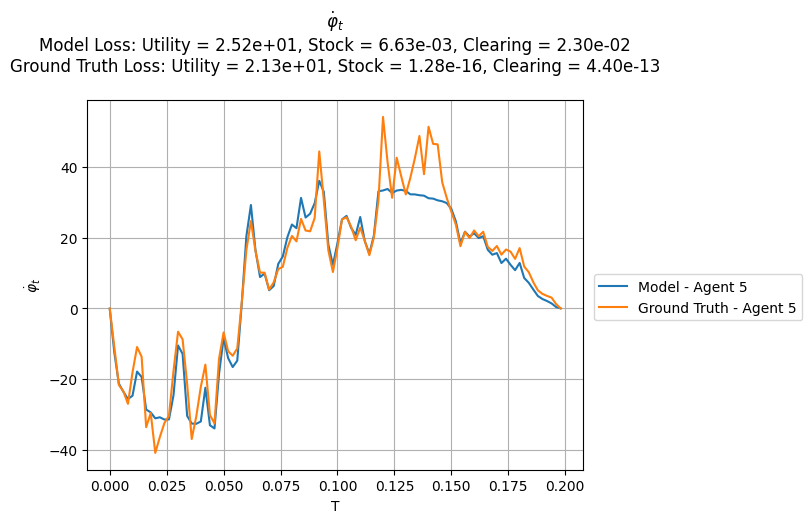 φ̇ₜ
Model Loss: Utility = 2.52e+01, Stock = 6.63e-03, Clearing = 2.30e-02
Ground Truth Loss: Utility = 2.13e+01, Stock = 1.28e-16, Clearing = 4.40e-13
40
20
0
−20
−40
φ̇ₜ
0.000 0.025 0.050 0.075 0.100 0.125 0.150 0.175 0.200
T
Model - Agent 5
Ground Truth - Agent 5